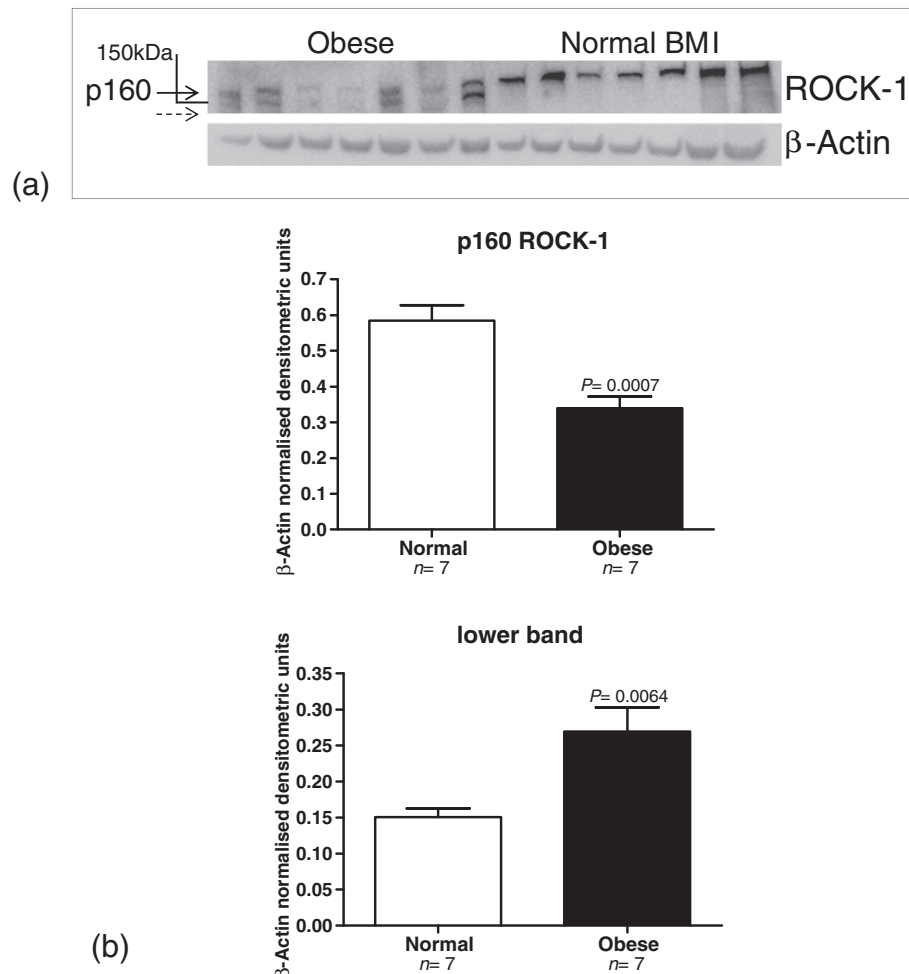 Obese Normal BMI
150kDa
p160 ROCK-1
β-Actin
(a)
p160 ROCK-1
β-Actin normalised densitometric units
0.7
0.6
0.5
0.4
0.3
0.2
0.1
0.0
P= 0.0007
Normal Obese
n= 7 n= 7
lower band
β-Actin normalised densitometric units
0.35
0.30
0.25
0.20
0.15
0.10
0.05
0.00
P= 0.0064
(b)
Normal Obese
n= 7 n= 7